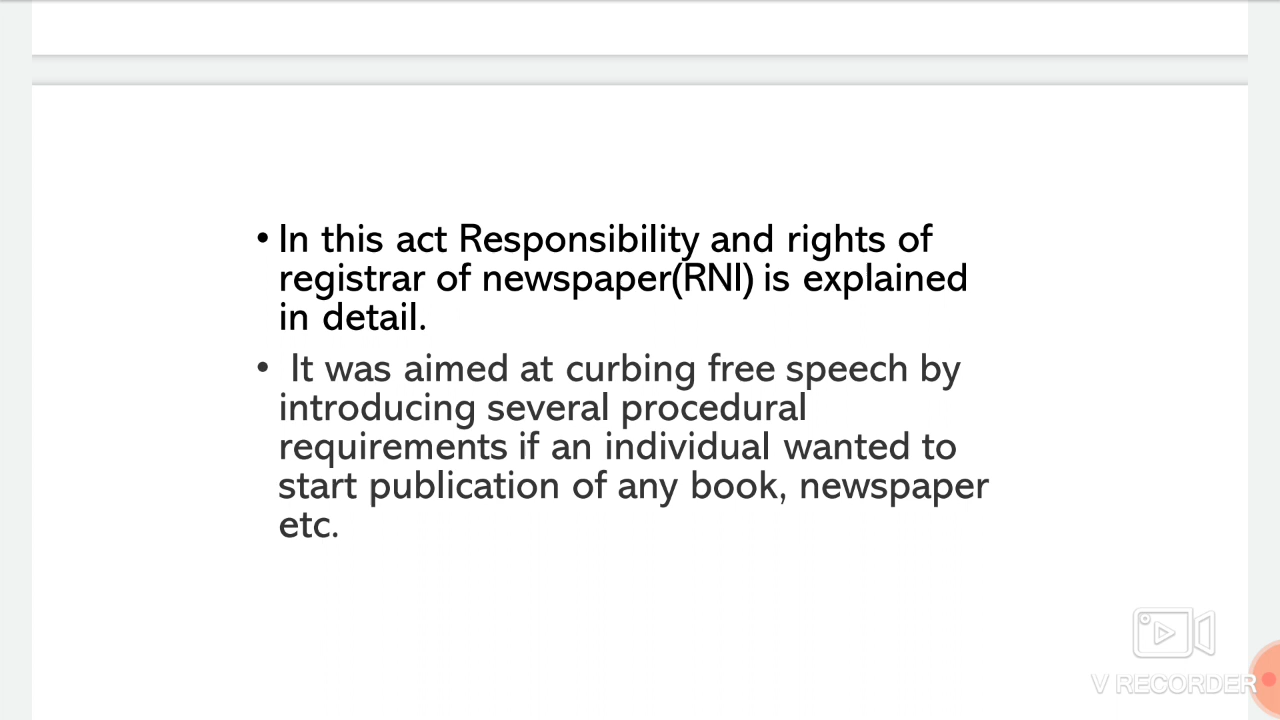 • In this act Responsibility and rights of
registrar of newspaper(RNI) is explained
in detail.
• It was aimed at curbing free speech by
introducing several procedural
requirements if an individual wanted to
start publication of any book, newspaper
etc.
V RECORDER